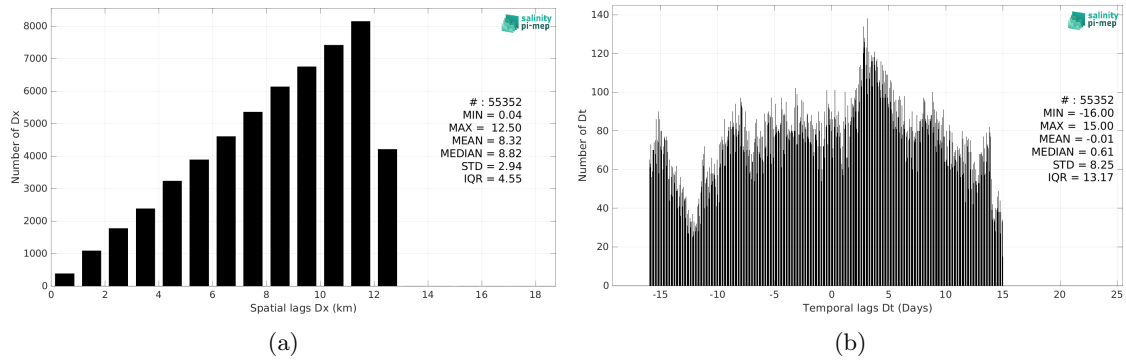 salinity
pi-mep
8000
7000
6000
5000
4000
3000
2000
1000
0
Number of Dx
# : 55352
MIN = 0.04
MAX = 12.50
MEAN = 8.32
MEDIAN = 8.82
STD = 2.94
IQR = 4.55
0 2 4 6 8 10 12 14 16 18
Spatial lags Dx (km)
(a)
salinity
pi-mep
140
120
100
80
60
40
20
0
Number of Dt
# : 55352
MIN = -16.00
MAX = 15.00
MEAN = -0.01
MEDIAN = 0.61
STD = 8.25
IQR = 13.17
-15 -10 -5 0 5 10 15 20 25
Temporal lags Dt (Days)
(b)